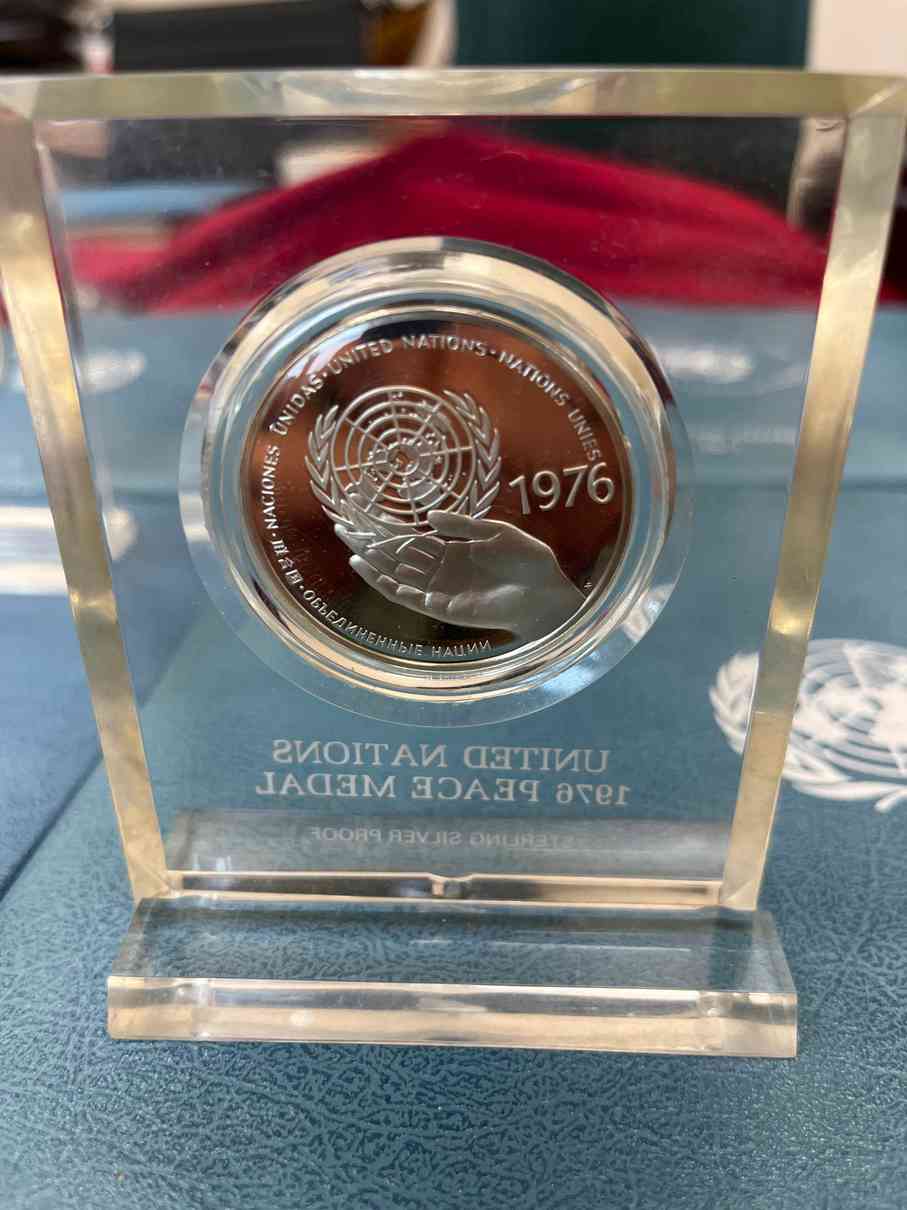 ·UNITED NATIONS·NATIONS UNIES
1976
·ОБЪЕДИНЕННЫЕ НАЦИИ
·NACIONES UNIDAS
UNITED NATIONS
1976 PEACE MEDAL
STERLING SILVER PROOF